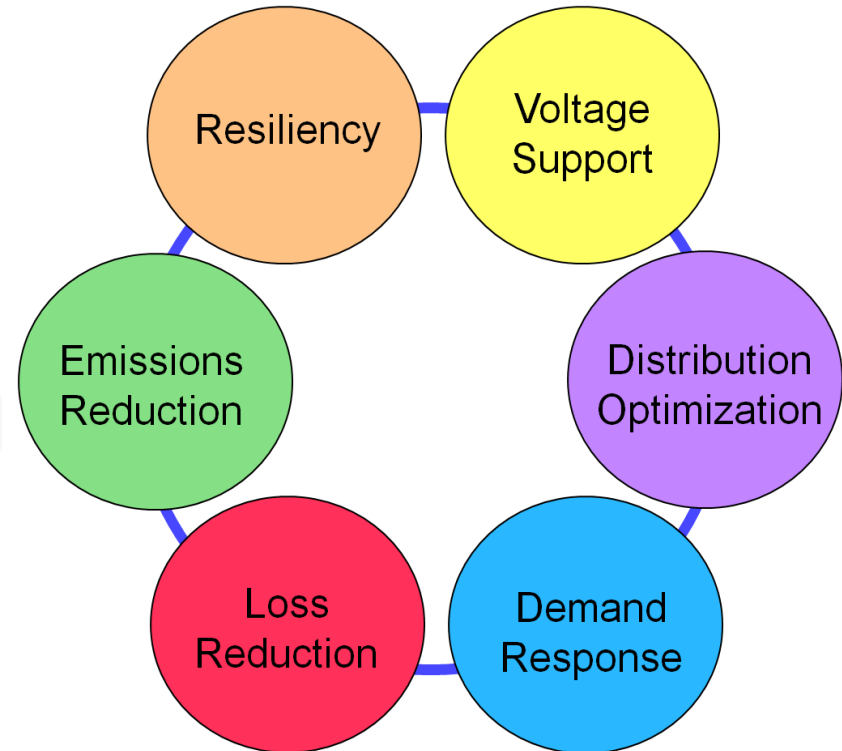 Resiliency
Voltage
Support
Distribution
Optimization
Demand
Response
Loss
Reduction
Emissions
Reduction